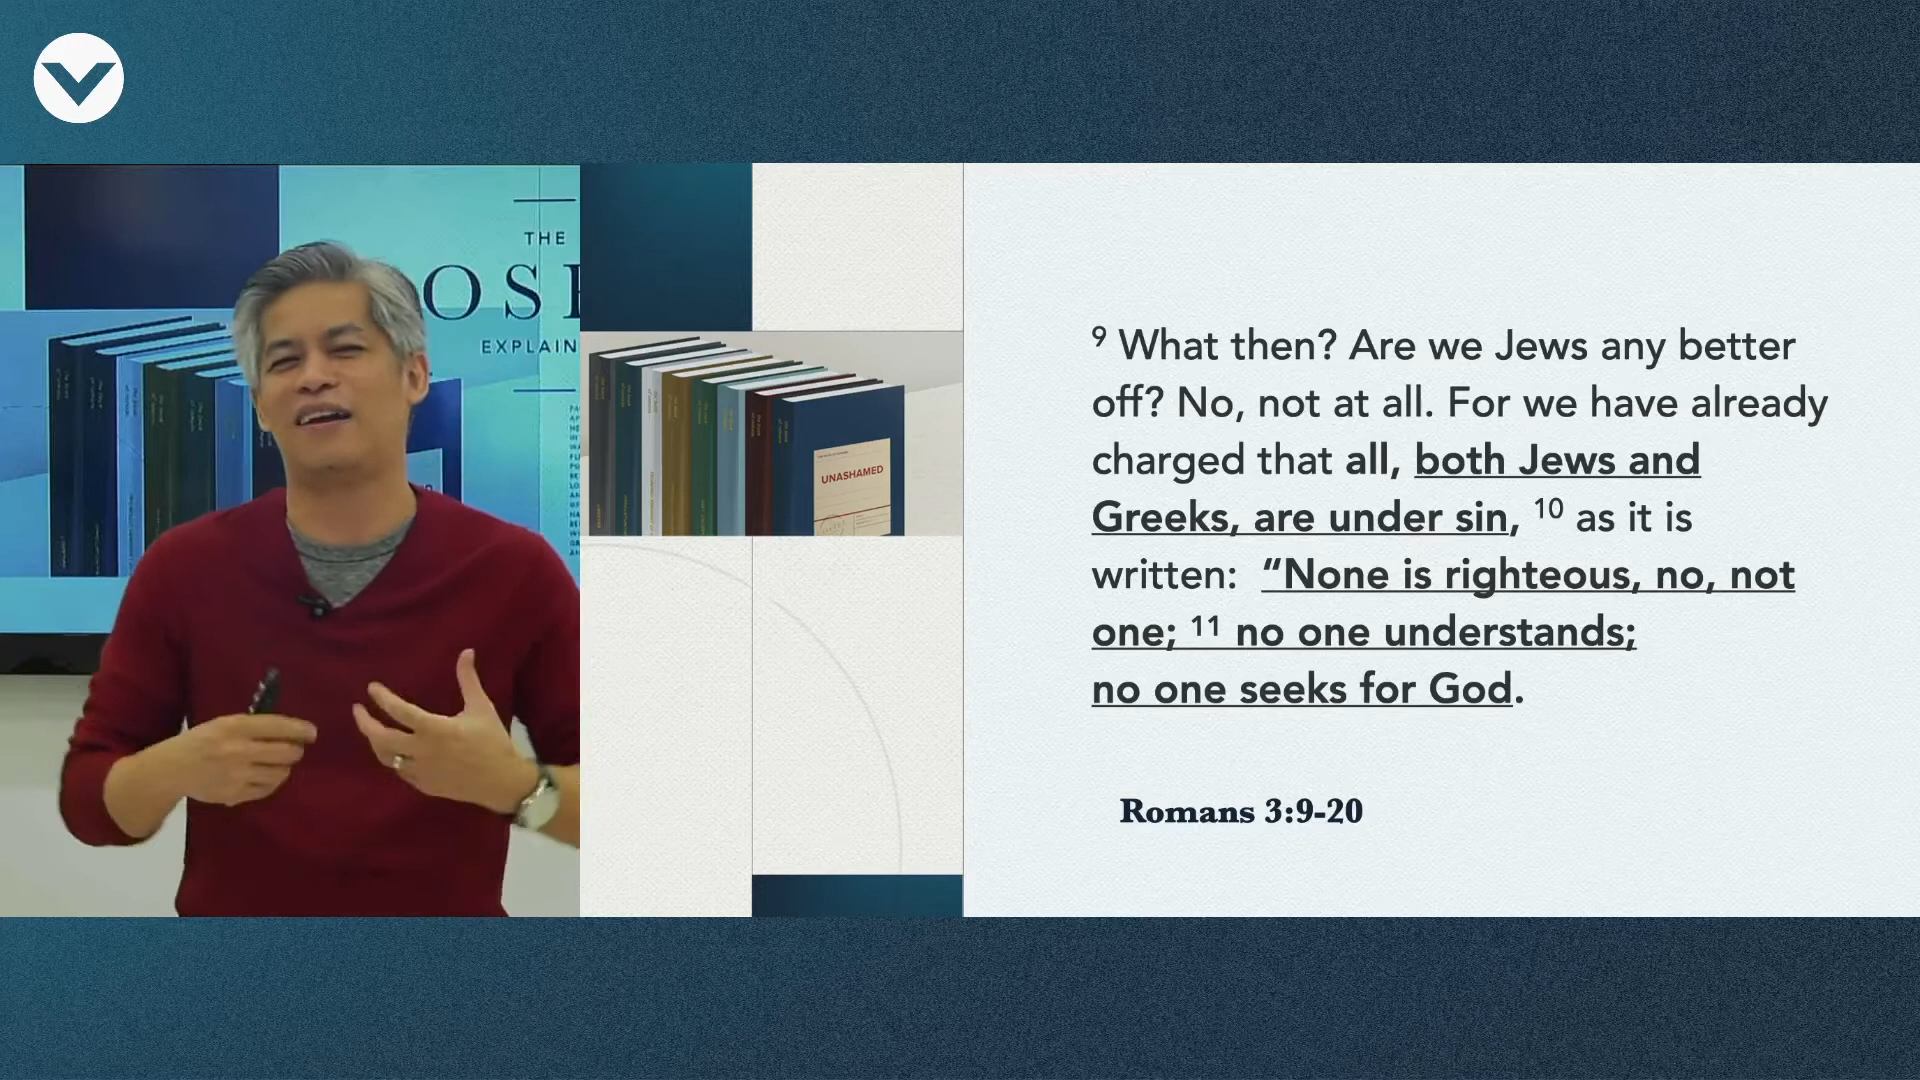 THE
OSP
EXPLAIN
UNASHAMED
⁹ What then? Are we Jews any better
off? No, not at all. For we have already
charged that all, both Jews and
Greeks, are under sin, ¹⁰ as it is
written: “None is righteous, no, not
one; ¹¹ no one understands;
no one seeks for God.
Romans 3:9-20